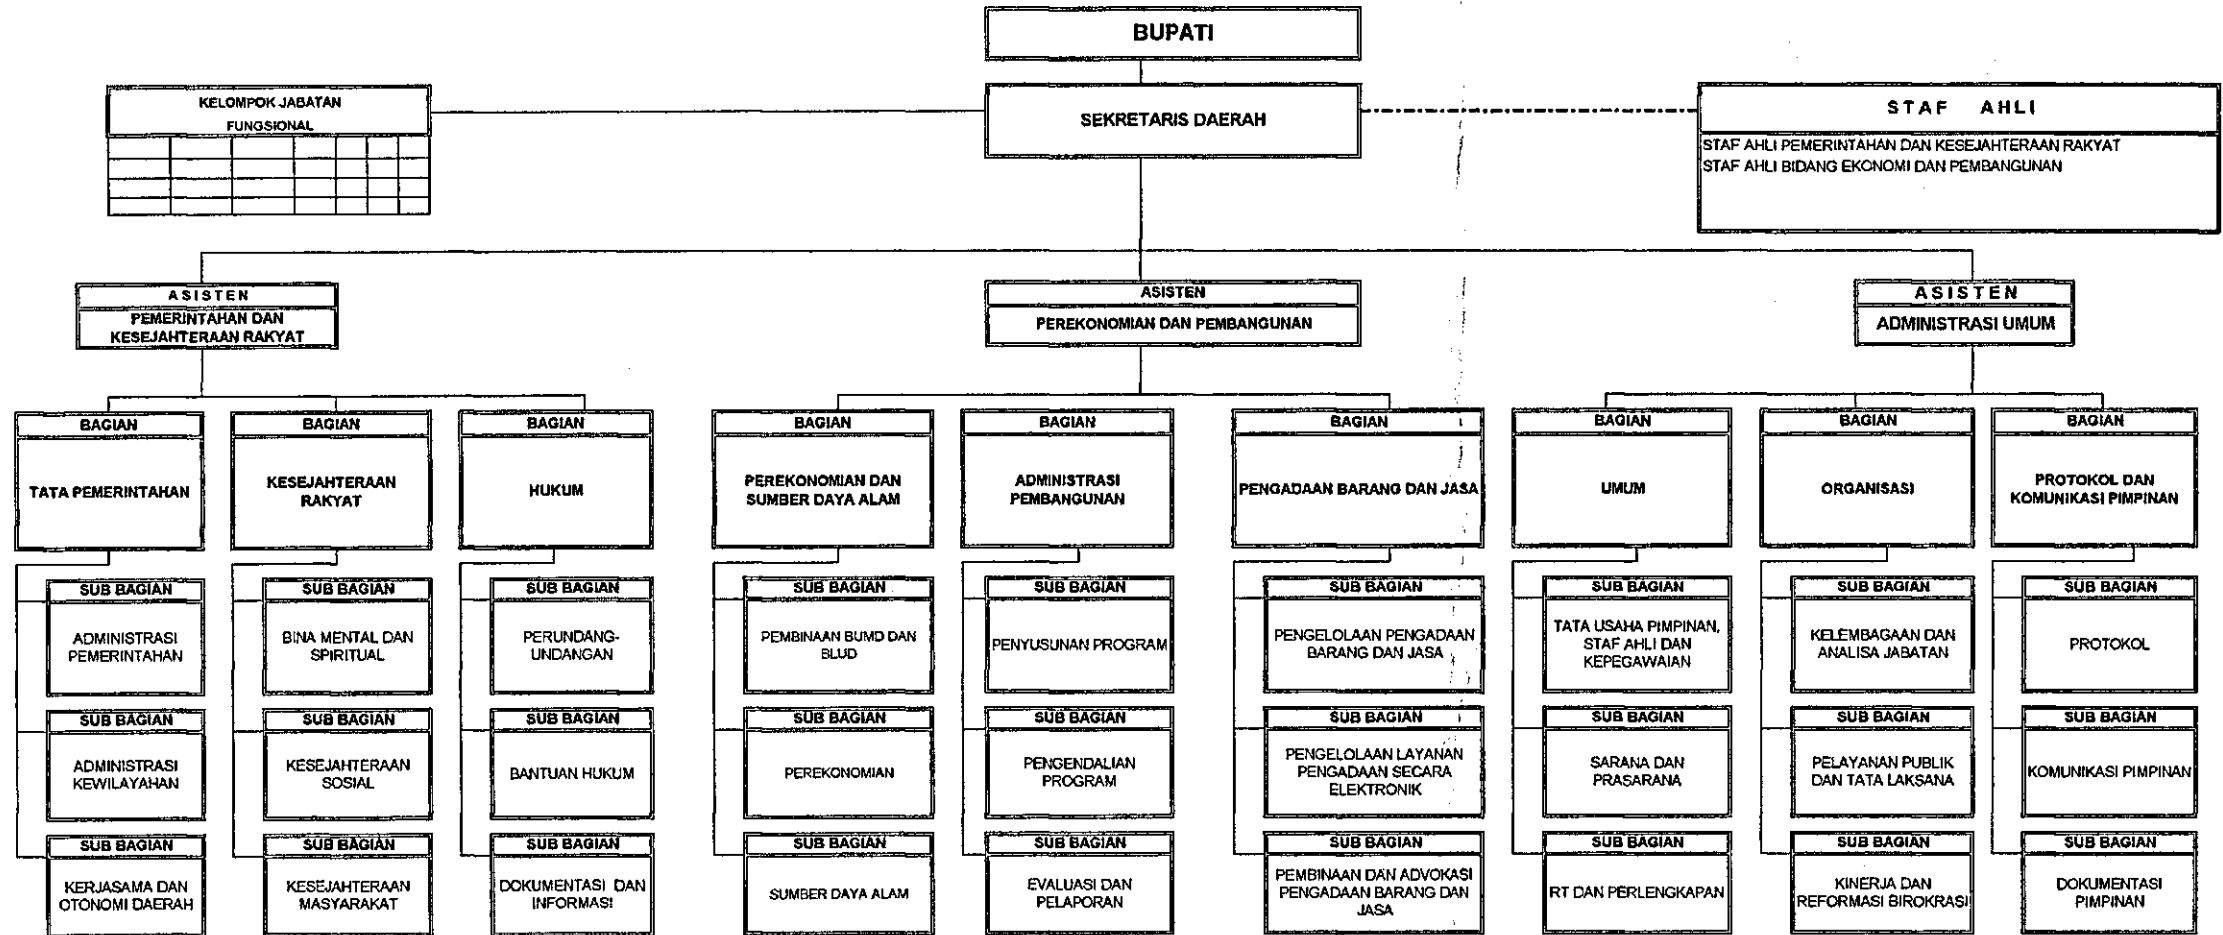 BUPATI
SEKRETARIS DAERAH
KELOMPOK JABATAN
FUNGSIONAL
STAF AHLI
STAF AHLI PEMERINTAHAN DAN KESEJAHTERAAN RAKYAT
STAF AHLI BIDANG EKONOMI DAN PEMBANGUNAN
ASISTEN
PEMERINTAHAN DAN
KESEJAHTERAAN RAKYAT
ASISTEN
PEREKONOMIAN DAN PEMBANGUNAN
ASISTEN
ADMINISTRASI UMUM
BAGIAN
TATA PEMERINTAHAN
BAGIAN
KESEJAHTERAAN
RAKYAT
BAGIAN
HUKUM
BAGIAN
PEREKONOMIAN DAN
SUMBER DAYA ALAM
BAGIAN
ADMINISTRASI
PEMBANGUNAN
BAGIAN
PENGADAAN BARANG DAN JASA
BAGIAN
UMUM
BAGIAN
ORGANISASI
BAGIAN
PROTOKOL DAN
KOMUNIKASI PIMPINAN
SUB BAGIAN
ADMINISTRASI
PEMERINTAHAN
SUB BAGIAN
BINA MENTAL DAN
SPIRITUAL
SUB BAGIAN
PERUNDANG-
UNDANGAN
SUB BAGIAN
PEMBINAAN BUMD DAN
BLUD
SUB BAGIAN
PENYUSUNAN PROGRAM
SUB BAGIAN
PENGELOLAAN PENGADAAN
BARANG DAN JASA
SUB BAGIAN
TATA USAHA PIMPINAN,
STAF AHLI DAN
KEPEGAWAIAN
SUB BAGIAN
KELEMBAGAAN DAN
ANALISA JABATAN
SUB BAGIAN
PROTOKOL
SUB BAGIAN
ADMINISTRASI
KEWILAYAHAN
SUB BAGIAN
KESEJAHTERAAN
SOSIAL
SUB BAGIAN
BANTUAN HUKUM
SUB BAGIAN
PEREKONOMIAN
SUB BAGIAN
PENGENDALIAN
PROGRAM
SUB BAGIAN
PENGELOLAAN LAYANAN
PENGADAAN SECARA
ELEKTRONIK
SUB BAGIAN
SARANA DAN
PRASARANA
SUB BAGIAN
PELAYANAN PUBLIK
DAN TATA LAKSANA
SUB BAGIAN
KOMUNIKASI PIMPINAN
SUB BAGIAN
KERJASAMA DAN
OTONOMI DAERAH
SUB BAGIAN
KESEJAHTERAAN
MASYARAKAT
SUB BAGIAN
DOKUMENTASI DAN
INFORMASI
SUB BAGIAN
SUMBER DAYA ALAM
SUB BAGIAN
EVALUASI DAN
PELAPORAN
SUB BAGIAN
PEMBINAAN DAN ADVOKASI
PENGADAAN BARANG DAN
JASA
SUB BAGIAN
RT DAN PERLENGKAPAN
SUB BAGIAN
KINERJA DAN
REFORMASI BIROKRASI
SUB BAGIAN
DOKUMENTASI
PIMPINAN